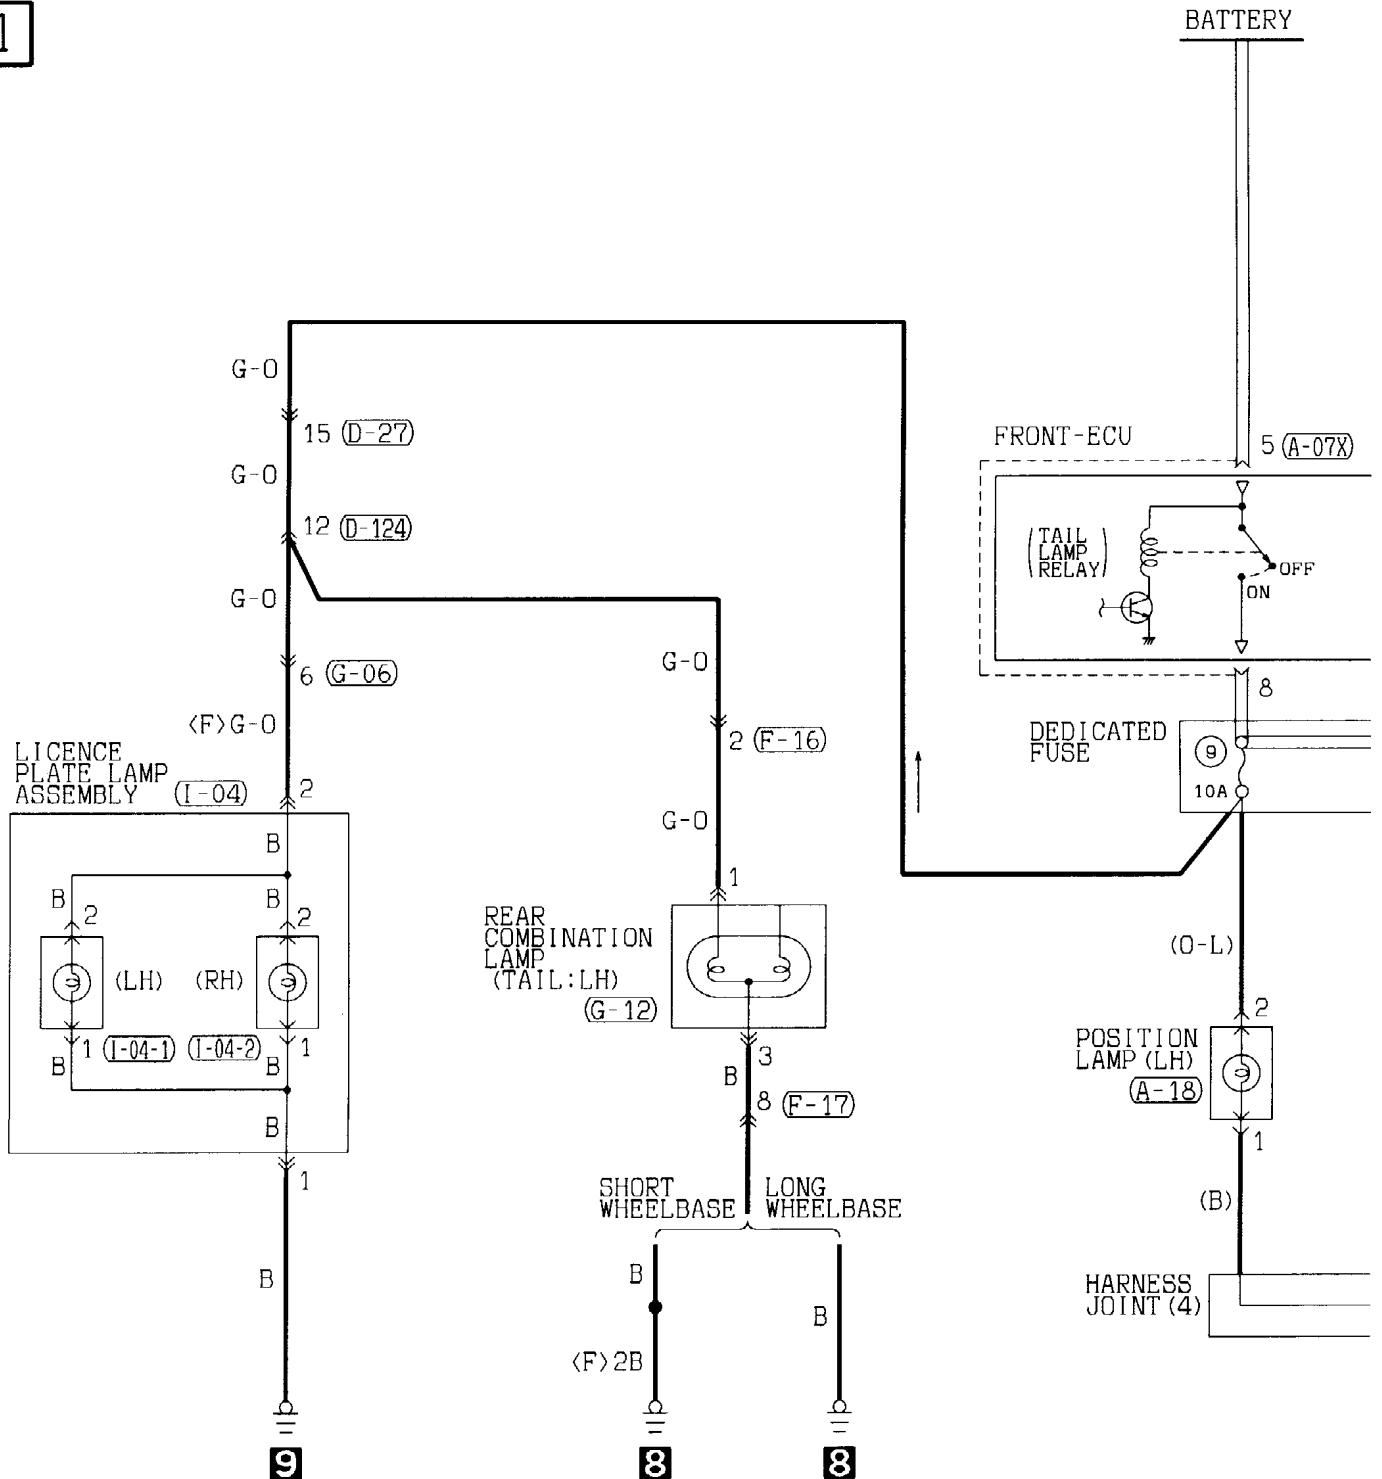 1
BATTERY
G-O
15 (D-27)
G-O
12 (D-124)
G-O
6 (G-06)
<F>G-O
LICENCE
PLATE LAMP
ASSEMBLY (I-04) 2
B
B 2
B 2
(LH) (RH)
1 (I-04-1) (I-04-2) 1
B
B
B
1
B
9
G-O
2 (F-16)
G-O
1
REAR
COMBINATION
LAMP
(TAIL:LH)
(G-12)
3
B
8 (F-17)
SHORT
WHEELBASE
LONG
WHEELBASE
B
B
<F>2B
8
8
FRONT-ECU
5 (A-07X)
(TAIL
LAMP
RELAY)
OFF
ON
8
DEDICATED
FUSE
9
10A
(O-L)
2
POSITION
LAMP(LH)
(A-18)
1
(B)
HARNESS
JOINT(4)